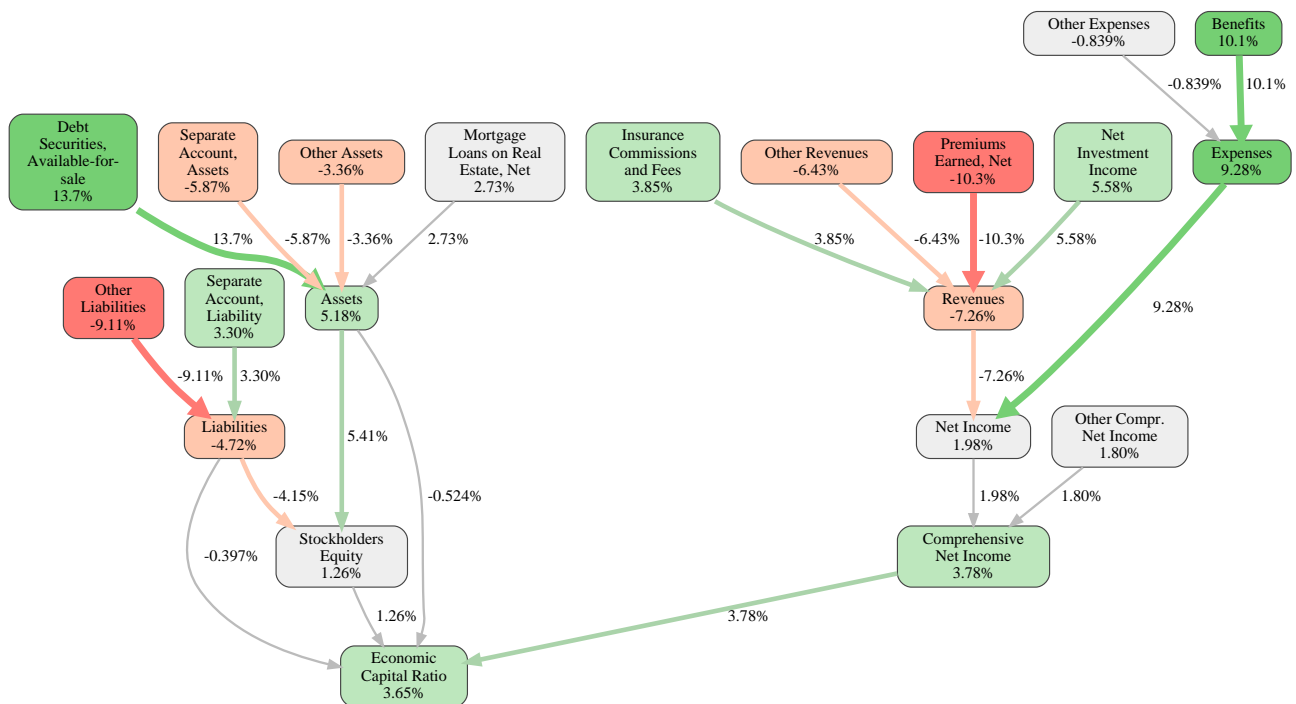 Other Expenses
-0.839%
Benefits
10.1%
-0.839%
10.1%
Debt
Securities,
Available-for-
sale
13.7%
Separate
Account,
Assets
-5.87%
Other Assets
-3.36%
Mortgage
Loans on Real
Estate, Net
2.73%
Insurance
Commissions
and Fees
3.85%
Other Revenues
-6.43%
Premiums
Earned, Net
-10.3%
Net
Investment
Income
5.58%
Expenses
9.28%
13.7%
-5.87%
-3.36%
2.73%
3.85%
-6.43%
-10.3%
5.58%
Other
Liabilities
-9.11%
Separate
Account,
Liability
3.30%
Assets
5.18%
Revenues
-7.26%
9.28%
-9.11%
3.30%
-7.26%
Liabilities
-4.72%
5.41%
Net Income
1.98%
Other Compr.
Net Income
1.80%
-4.15%
-0.524%
1.98%
1.80%
-0.397%
Stockholders
Equity
1.26%
Comprehensive
Net Income
3.78%
1.26%
3.78%
Economic
Capital Ratio
3.65%